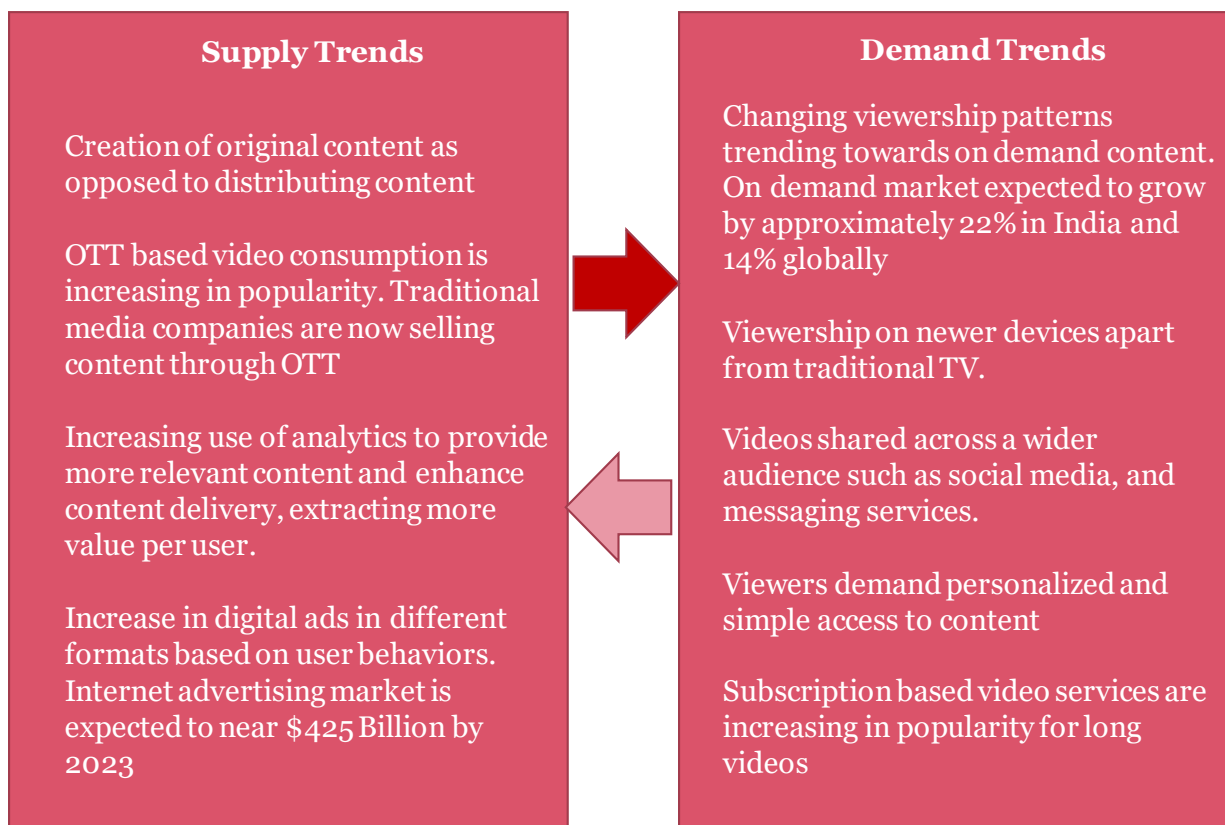 Supply Trends
Creation of original content as
opposed to distributing content
OTT based video consumption is
increasing in popularity. Traditional
media companies are now selling
content through OTT
Increasing use of analytics to provide
more relevant content and enhance
content delivery, extracting more
value per user.
Increase in digital ads in different
formats based on user behaviors.
Internet advertising market is
expected to near $425 Billion by
2023
Demand Trends
Changing viewership patterns
trending towards on demand content.
On demand market expected to grow
by approximately 22% in India and
14% globally
Viewership on newer devices apart
from traditional TV.
Videos shared across a wider
audience such as social media, and
messaging services.
Viewers demand personalized and
simple access to content
Subscription based video services are
increasing in popularity for long
videos